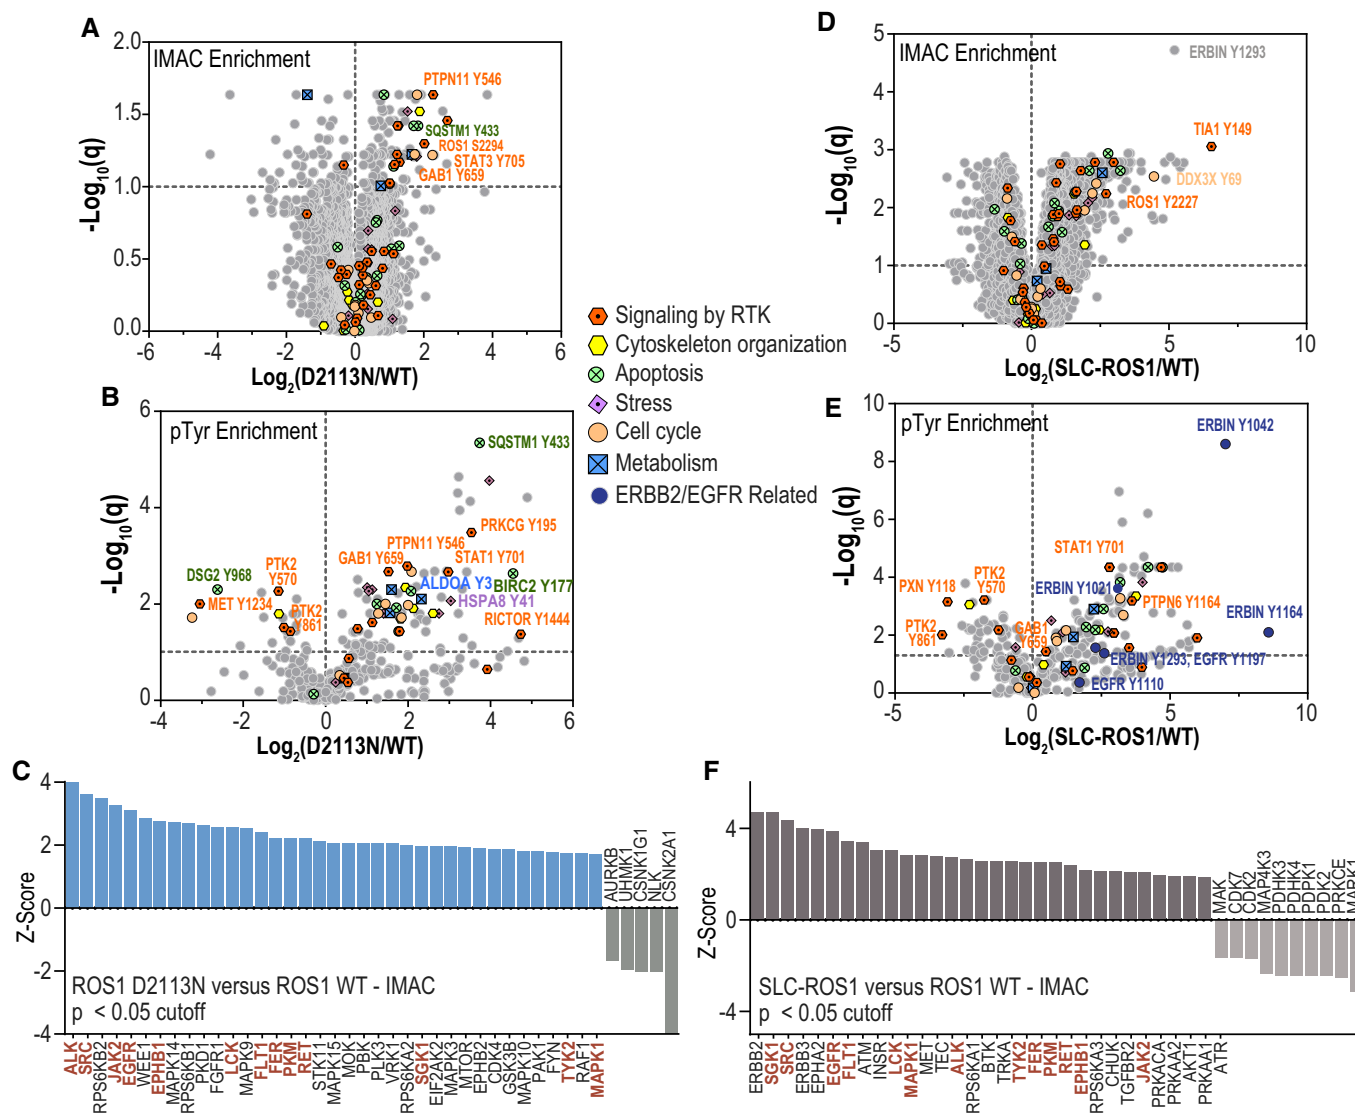 A
IMAC Enrichment
PTPN11 Y546
SQSTM1 Y433
ROS1 S2294
STAT3 Y705
GAB1 Y659
-Log10(q)
2.0
1.5
1.0
0.5
0.0
-6 -4 -2 0 2 4 6
Log2(D2113N/WT)
B
pTyr Enrichment
SQSTM1 Y433
PRKCG Y195
PTPN11 Y546
GAB1 Y659
STAT1 Y701
PTK2
Y570
DSG2 Y968
ALDOA Y3
BIRC2 Y177
MET Y1234
PTK2
Y861
HSPA8 Y41
RICTOR Y1444
-Log10(q)
6
4
2
0
-4 -2 0 2 4 6
Log2(D2113N/WT)
Signaling by RTK
Cytoskeleton organization
Apoptosis
Stress
Cell cycle
Metabolism
ERBB2/EGFR Related
D
IMAC Enrichment
ERBIN Y1293
TIA1 Y149
DDX3X Y69
ROS1 Y2227
-Log10(q)
5
4
3
2
1
0
-5 0 5 10
Log2(SLC-ROS1/WT)
E
pTyr Enrichment
ERBIN Y1042
STAT1 Y701
PXN Y118
PTK2
Y570
ERBIN Y1021
PTPN6 Y1164
ERBIN Y1164
PTK2
Y861
GAB1
Y659
ERBIN Y1293, EGFR Y1197
EGFR Y1110
-Log10(q)
10
8
6
4
2
0
-5 0 5 10
Log2(SLC-ROS1/WT)
C
Z-Score
4
2
0
-2
-4
AURKB
UHMK1
CSNK1G1
NLK
CSNK2A1
ROS1 D2113N versus ROS1 WT - IMAC
p < 0.05 cutoff
ALK
SRC
RPS6KB2
JAK2
EGFR
WEE1
EPHB1
MAPK14
RPS6KB1
PKD1
FGFR1
LCK
MAPK9
FLT1
FER
PKM
RET
STK11
MAPK15
MOK
PBK
PLK3
VRK1
RPS6KA2
SGK1
EIF2AK2
MAPK3
MTOR
EPHB2
CDK4
GSK3B
MAPK10
PAK1
FYN
TYK2
RAF1
MAPK1
F
Z-Score
4
0
-4
MAK
CDK7
CDK2
MAP4K3
PDHK3
PDHK4
PDPK1
PDK2
PRKCE
MARK1
SLC-ROS1 versus ROS1 WT - IMAC
p < 0.05 cutoff
ERBB2
SGK1
SRC
ERBB3
EPHA2
EGFR
FLT1
ATM
INSR
LCK
MAPK1
MET
TEC
ALK
RPS6KA1
BTK
TRKA
TYK2
FER
PKM
RET
EPHB1
RPS6KA3
CHUK
TGFBR2
JAK2
PRKACA
PRKAA2
AKT1
PRKAA1
ATR